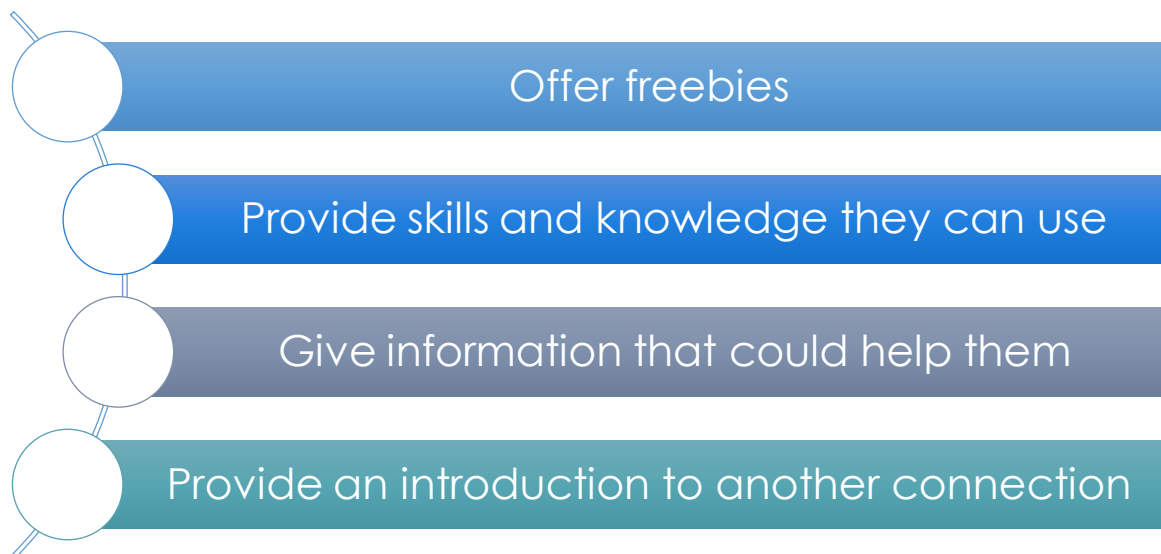 Offer freebies
Provide skills and knowledge they can use
Give information that could help them
Provide an introduction to another connection